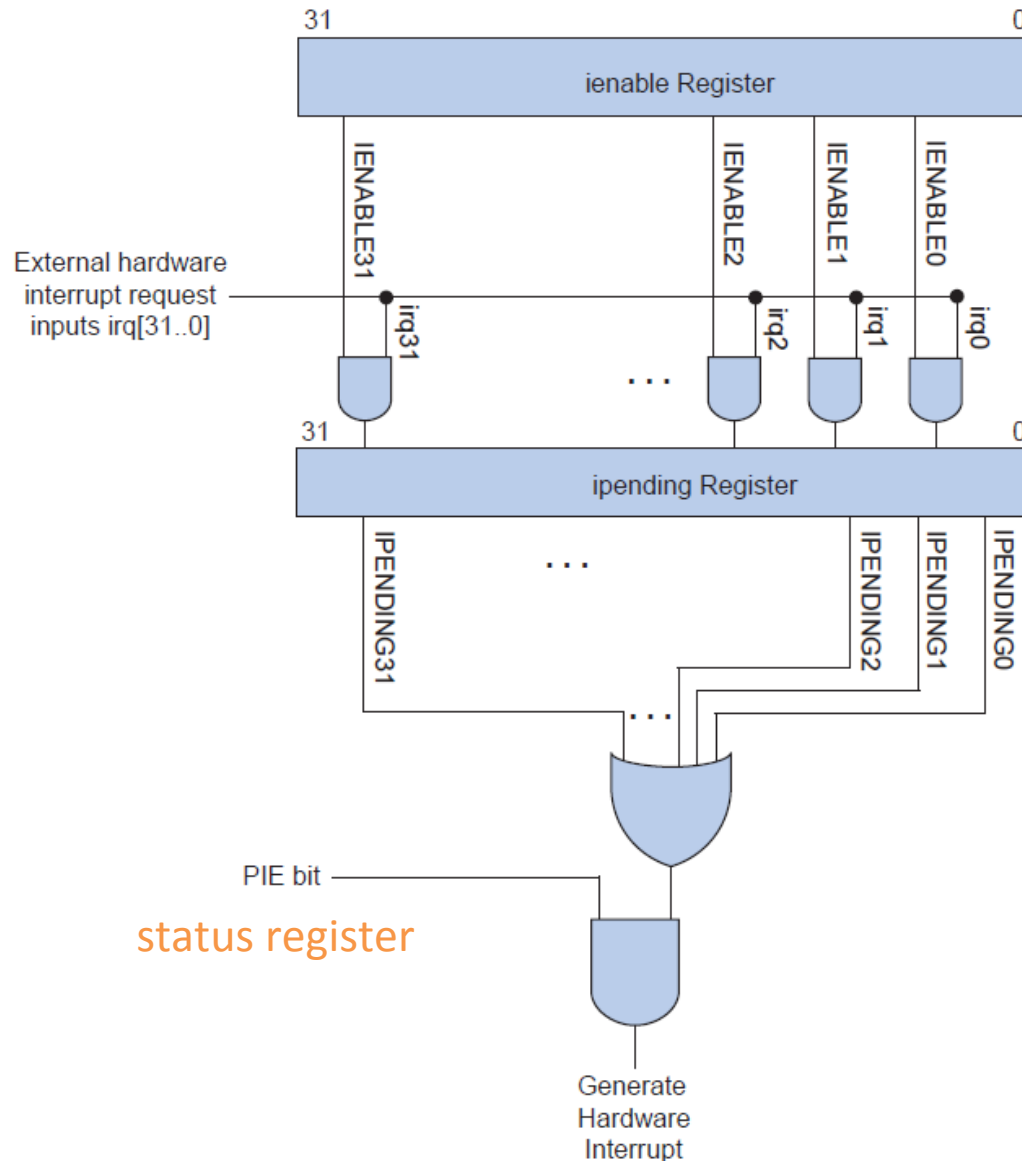 31 0
ienable Register
IENABLE31
IENABLE2
IENABLE1
IENABLE0
External hardware
interrupt request
inputs irq[31..0]
irq31
irq2
irq1
irq0
. . .
31 0
ipending Register
IPENDING31
. . .
IPENDING2
IPENDING1
IPENDING0
. . .
PIE bit
status register
Generate
Hardware
Interrupt